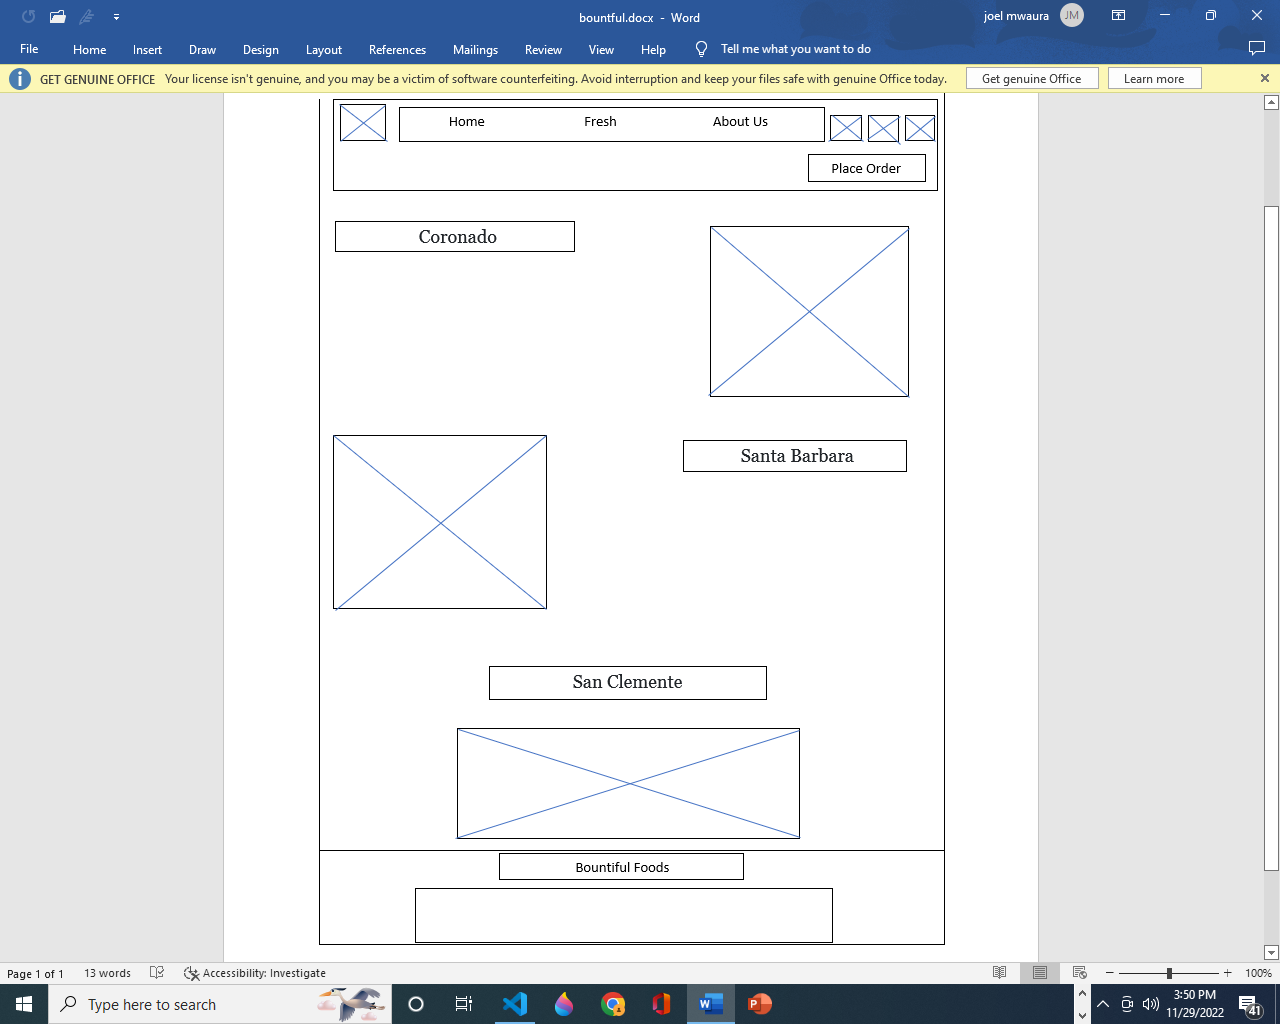 bountful.docx - Word
joel mwaura JM
File Home Insert Draw Design Layout References Mailings Review View Help Tell me what you want to do
GET GENUINE OFFICE Your license isn't genuine, and you may be a victim of software counterfeiting. Avoid interruption and keep your files safe with genuine Office today. Get genuine Office Learn more
Home Fresh About Us
Place Order
Coronado
Santa Barbara
San Clemente
Bountiful Foods
Page 1 of 1 13 words Accessibility: Investigate 100%
Type here to search
3:50 PM
11/29/2022
41